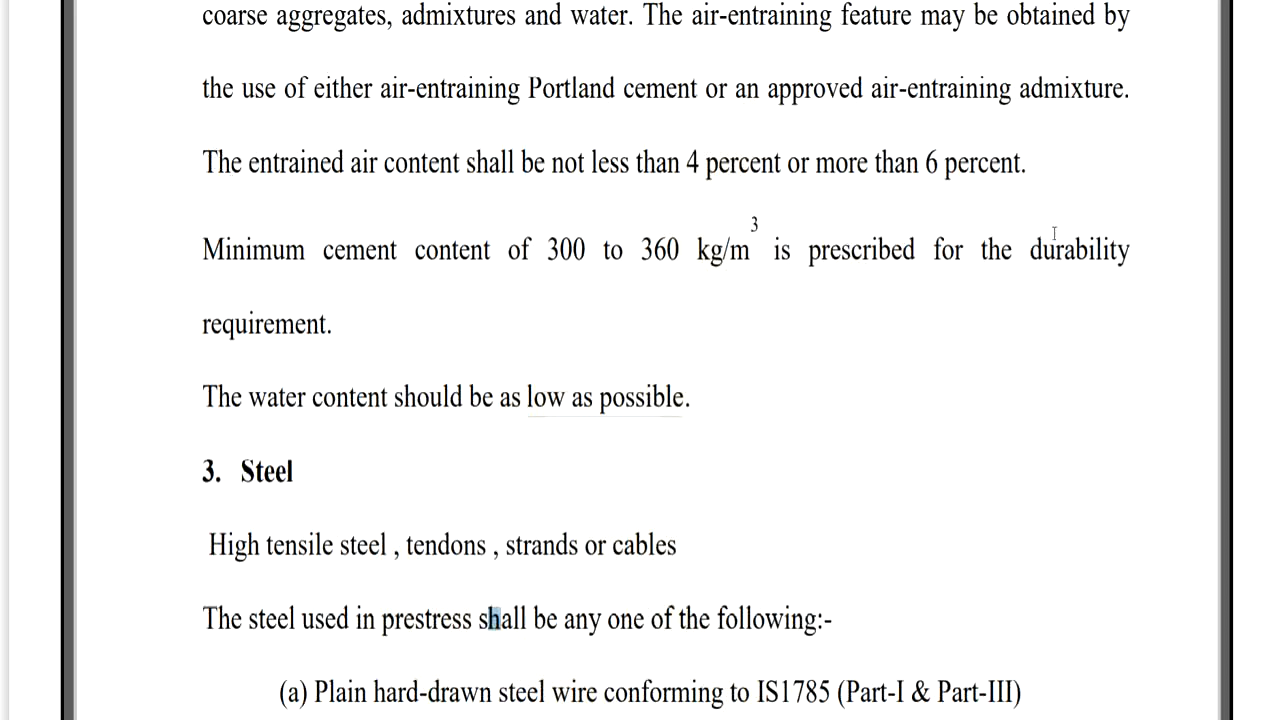 coarse aggregates, admixtures and water. The air-entraining feature may be obtained by
the use of either air-entraining Portland cement or an approved air-entraining admixture.
The entrained air content shall be not less than 4 percent or more than 6 percent.
Minimum cement content of 300 to 360 kg/m³ is prescribed for the durability
requirement.
The water content should be as low as possible.
3. Steel
High tensile steel , tendons , strands or cables
The steel used in prestress shall be any one of the following:-
(a) Plain hard-drawn steel wire conforming to IS1785 (Part-I & Part-III)